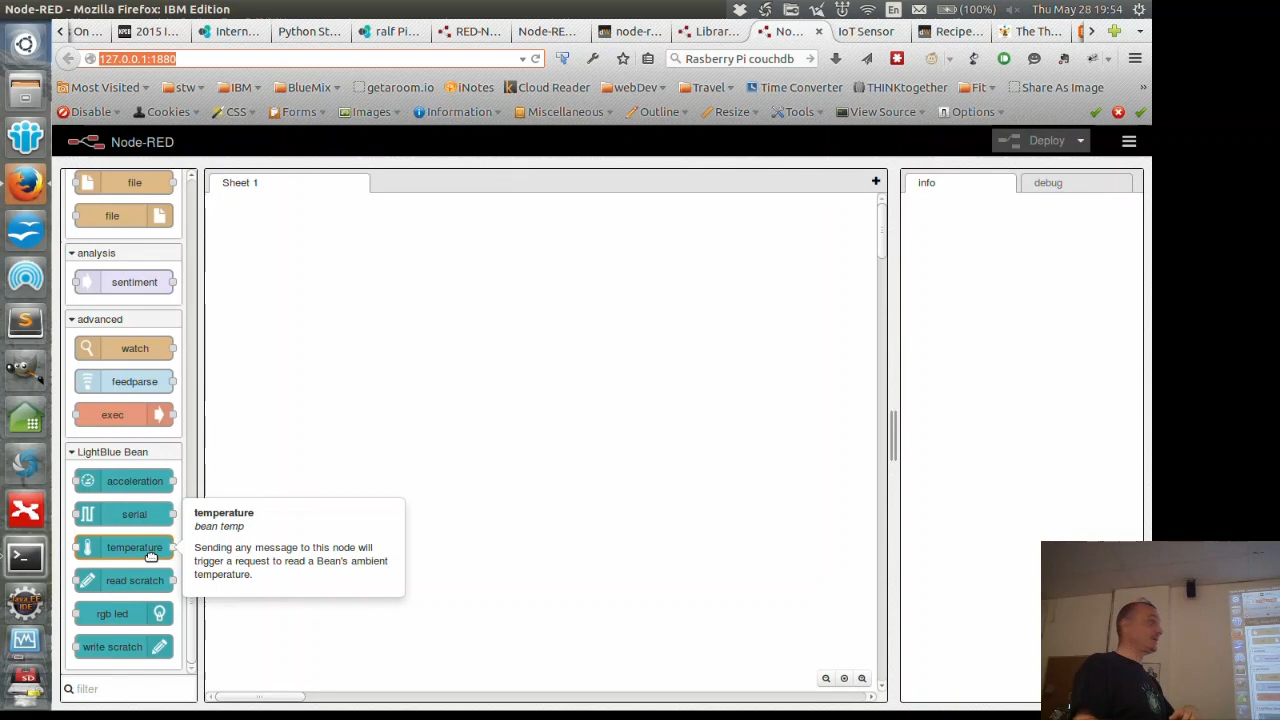 Node-RED - Mozilla Firefox: IBM Edition
En
(100%)
Thu May 28 19:54
On ...
2015 I...
Intern...
Python St...
ralf Pi...
RED-N...
Node-RE...
node-r...
Librar...
No...
IoT Sensor
Recipe...
The Th...
127.0.0.1:1880
Rasberry Pi couchdb
Most Visited
stw
IBM
BlueMix
getaroom.io
iNotes
Cloud Reader
webDev
Travel
Time Converter
THINKtogether
Fit
Share As Image
Disable
Cookies
CSS
Forms
Images
Information
Miscellaneous
Outline
Resize
Tools
View Source
Options
Node-RED
Deploy
file
file
analysis
sentiment
advanced
watch
feedparse
exec
LightBlue Bean
acceleration
serial
temperature
read scratch
rgb led
write scratch
filter
Sheet 1
temperature
bean temp
Sending any message to this node will
trigger a request to read a Bean's ambient
temperature.
info
debug